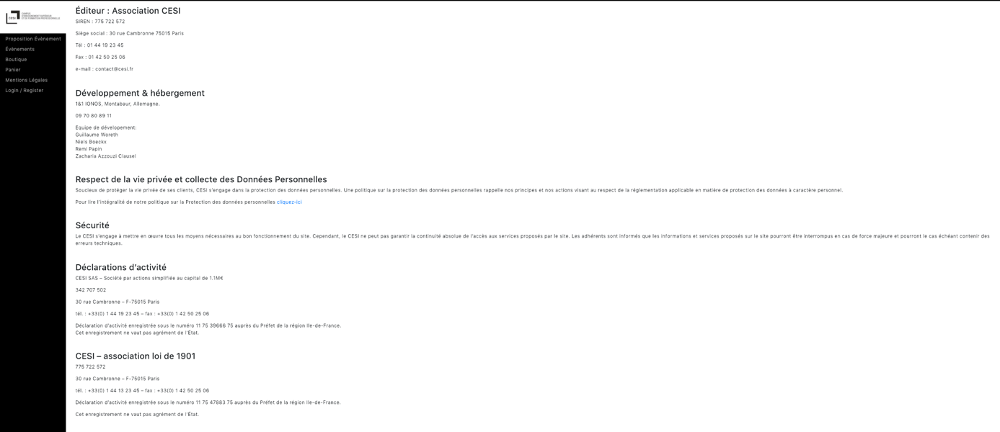 cesi
CAMPUS
D'ENSEIGNEMENT SUPÉRIEUR
ET DE FORMATION PROFESSIONNELLE
Proposition Évènement
Évènements
Boutique
Panier
Mentions Légales
Login / Register
Éditeur : Association CESI
SIREN : 775 722 572
Siège social : 30 rue Cambronne 75015 Paris
Tél : 01 44 19 23 45
Fax : 01 42 50 25 06
e-mail : contact@cesi.fr
Développement & hébergement
1&1 IONOS, Montabaur, Allemagne.
09 70 80 89 11
Equipe de dévelopement:
Guillaume Woreth
Niels Boeckx
Remi Papin
Zacharia Azzouzi Clausel
Respect de la vie privée et collecte des Données Personnelles
Soucieux de protéger la vie privée de ses clients, CESI s'engage dans la protection des données personnelles. Une politique sur la protection des données personnelles rappelle nos principes et nos actions visant au respect de la réglementation applicable en matière de protection des données à caractère personnel.
Pour lire l'intégralité de notre politique sur la Protection des données personnelles cliquez-ici
Sécurité
Le CESI s'engage à mettre en œuvre tous les moyens nécessaires au bon fonctionnement du site. Cependant, le CESI ne peut pas garantir la continuité absolue de l'accès aux services proposés par le site. Les adhérents sont informés que les informations et services proposés sur le site pourront être interrompus en cas de force majeure et pourront le cas échéant contenir des
erreurs techniques.
Déclarations d'activité
CESI SAS – Société par actions simplifiée au capital de 1.1M€
342 707 502
30 rue Cambronne – F-75015 Paris
tél. : +33(0) 1 44 19 23 45 – fax : +33(0) 1 42 50 25 06
Déclaration d'activité enregistrée sous le numéro 11 75 39666 75 auprès du Préfet de la région Ile-de-France.
Cet enregistrement ne vaut pas agrément de l'État.
CESI – association loi de 1901
775 722 572
30 rue Cambronne – F-75015 Paris
tél. : +33(0) 1 44 13 23 45 – fax : +33(0) 1 42 50 25 06
Déclaration d'activité enregistrée sous le numéro 11 75 47883 75 auprès du Préfet de la région Ile-de-France.
Cet enregistrement ne vaut pas agrément de l'État.